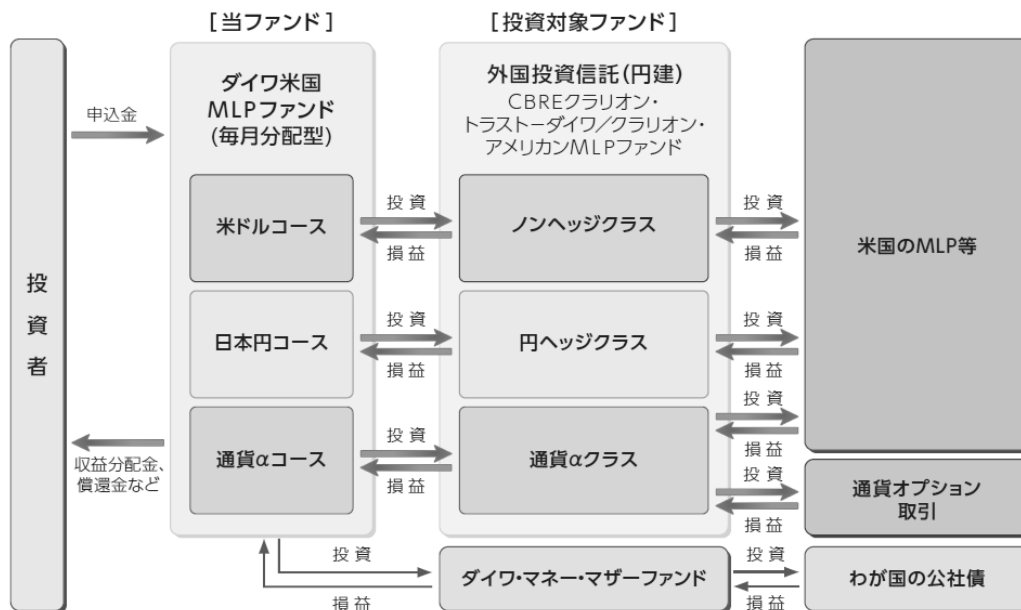 [当ファンド]
[投資対象ファンド]
投資者
申込金
収益分配金、
償還金など
ダイワ米国
MLPファンド
(毎月分配型)
米ドルコース
日本円コース
通貨αコース
投資
損益
投資
損益
投資
損益
外国投資信託(円建)
CBREクラリオン・
トラスト−ダイワ/クラリオン・
アメリカンMLPファンド
ノンヘッジクラス
円ヘッジクラス
通貨αクラス
投資
損益
投資
損益
投資
損益
投資
損益
米国のMLP等
通貨オプション
取引
投資
損益
ダイワ・マネー・マザーファンド
投資
損益
わが国の公社債